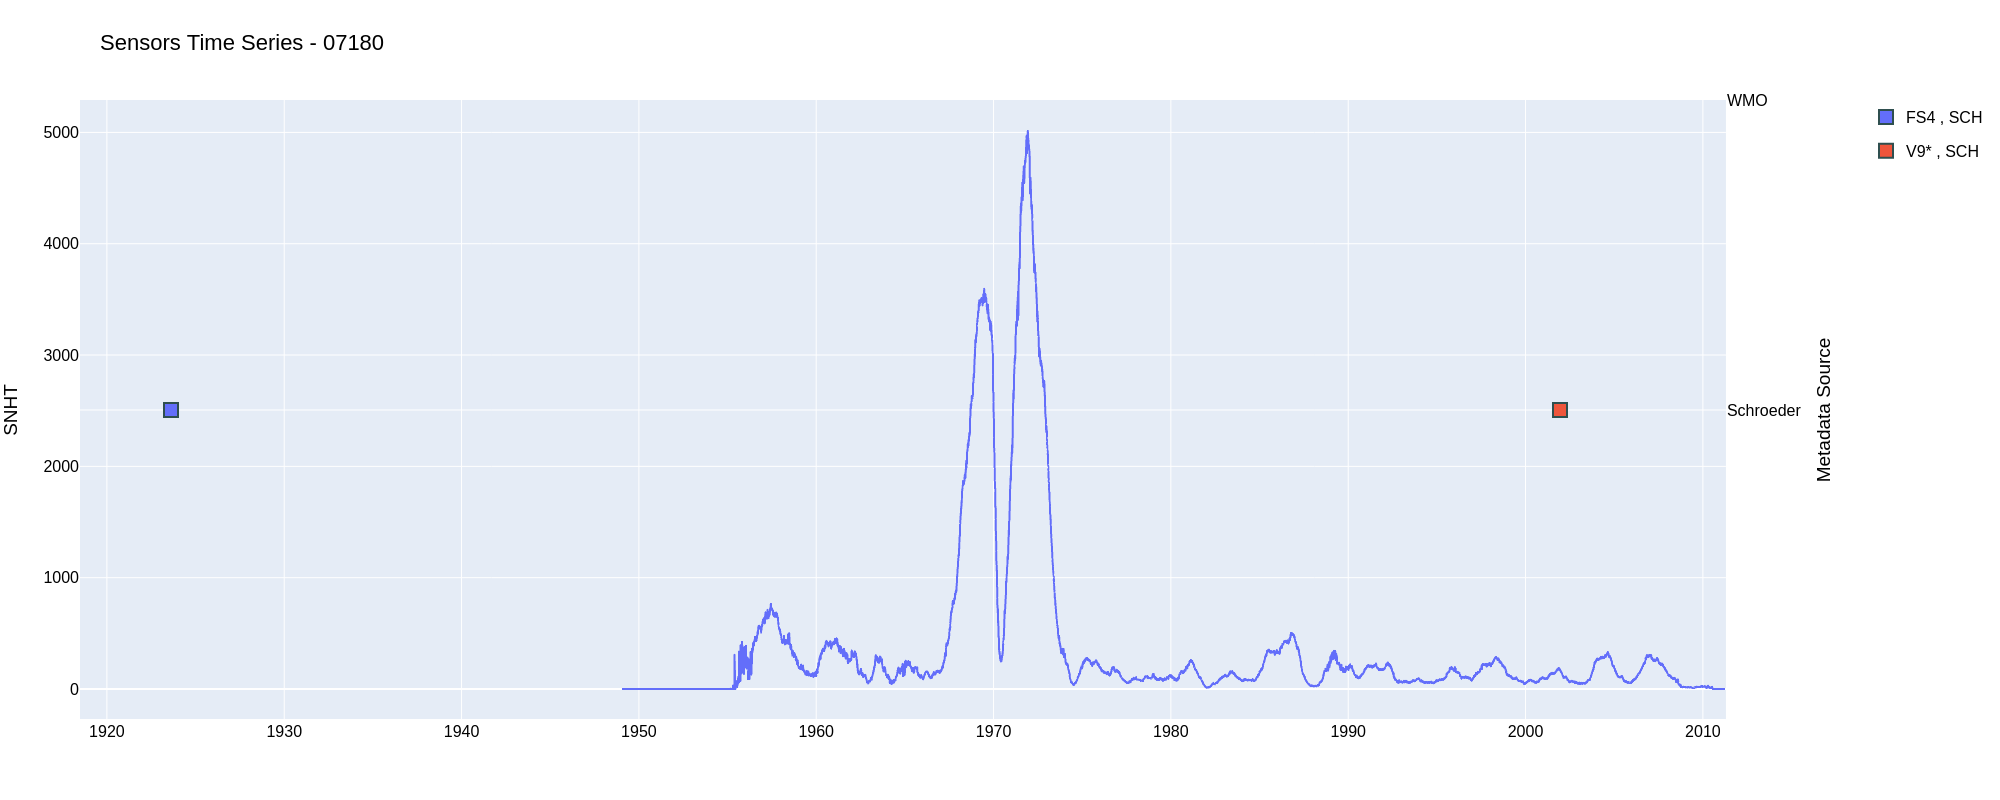 Sensors Time Series - 07180
WMO
FS4 , SCH
V9* , SCH
5000
4000
3000
2000
1000
0
SNHT
Schroeder
Metadata Source
1920
1930
1940
1950
1960
1970
1980
1990
2000
2010